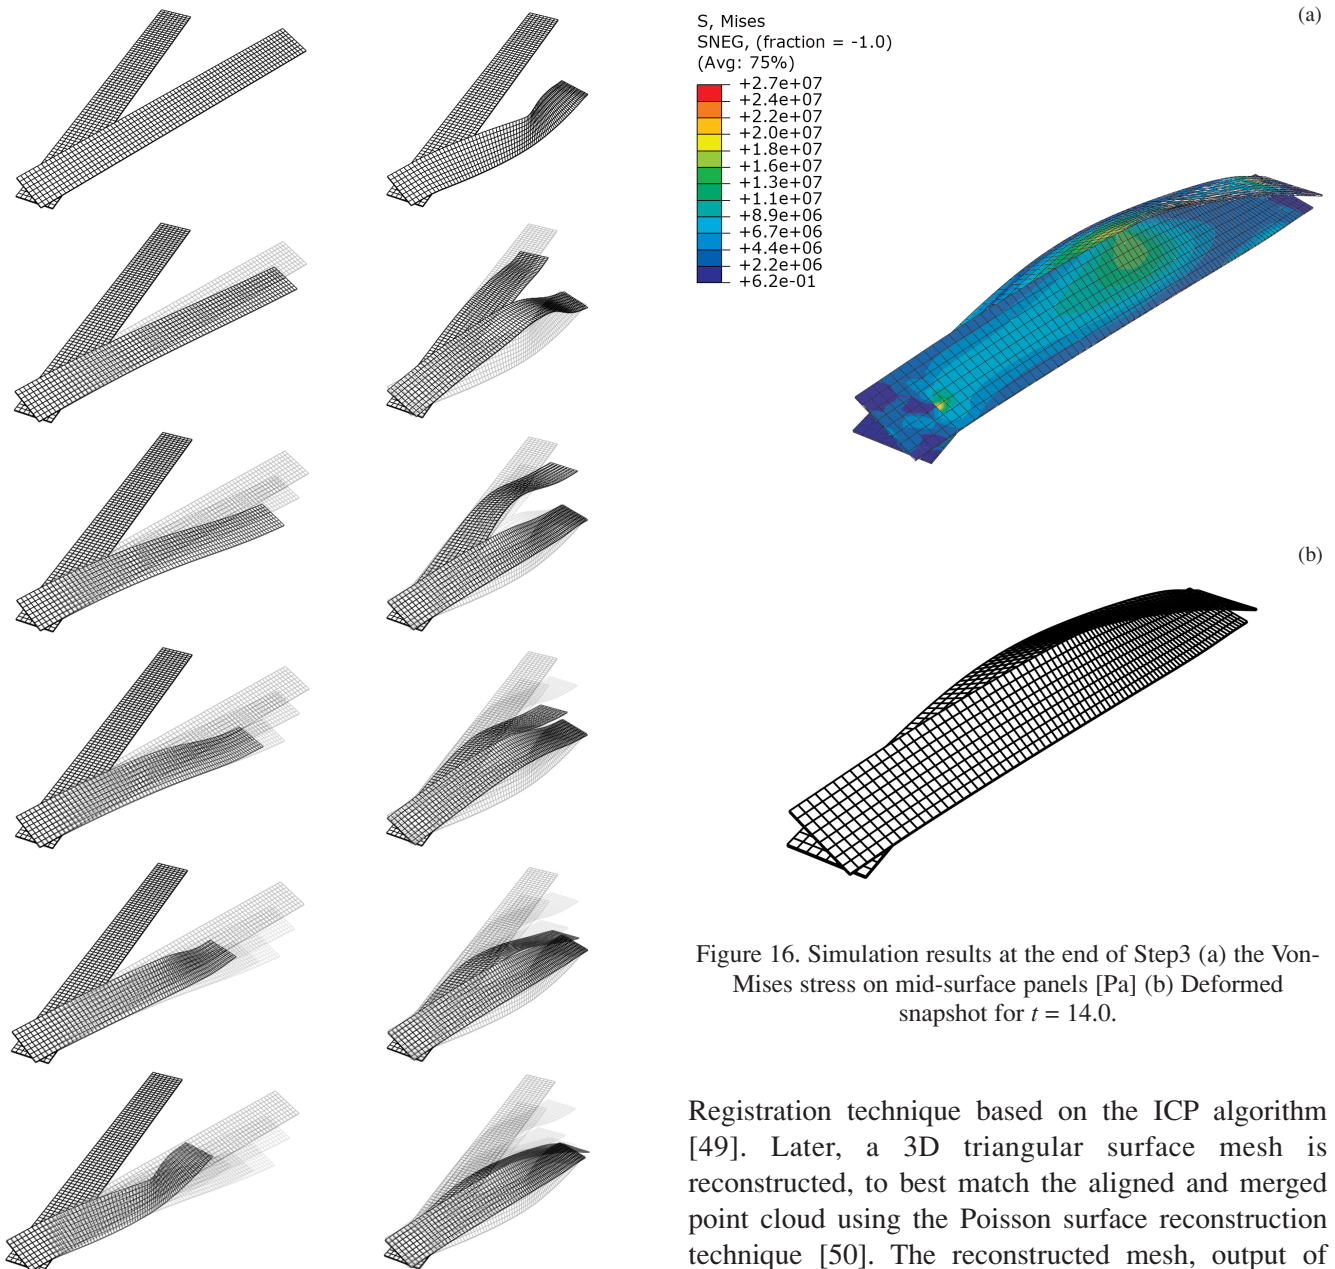 (a)
S, Mises
SNEG, (fraction = -1.0)
(Avg: 75%)
+2.7e+07
+2.4e+07
+2.2e+07
+2.0e+07
+1.8e+07
+1.6e+07
+1.3e+07
+1.1e+07
+8.9e+06
+6.7e+06
+4.4e+06
+2.2e+06
+6.2e-01
(b)
Figure 16. Simulation results at the end of Step3 (a) the Von-
Mises stress on mid-surface panels [Pa] (b) Deformed
snapshot for t = 14.0.
Registration technique based on the ICP algorithm
[49]. Later, a 3D triangular surface mesh is
reconstructed, to best match the aligned and merged
point cloud using the Poisson surface reconstruction
technique [50]. The reconstructed mesh, output of